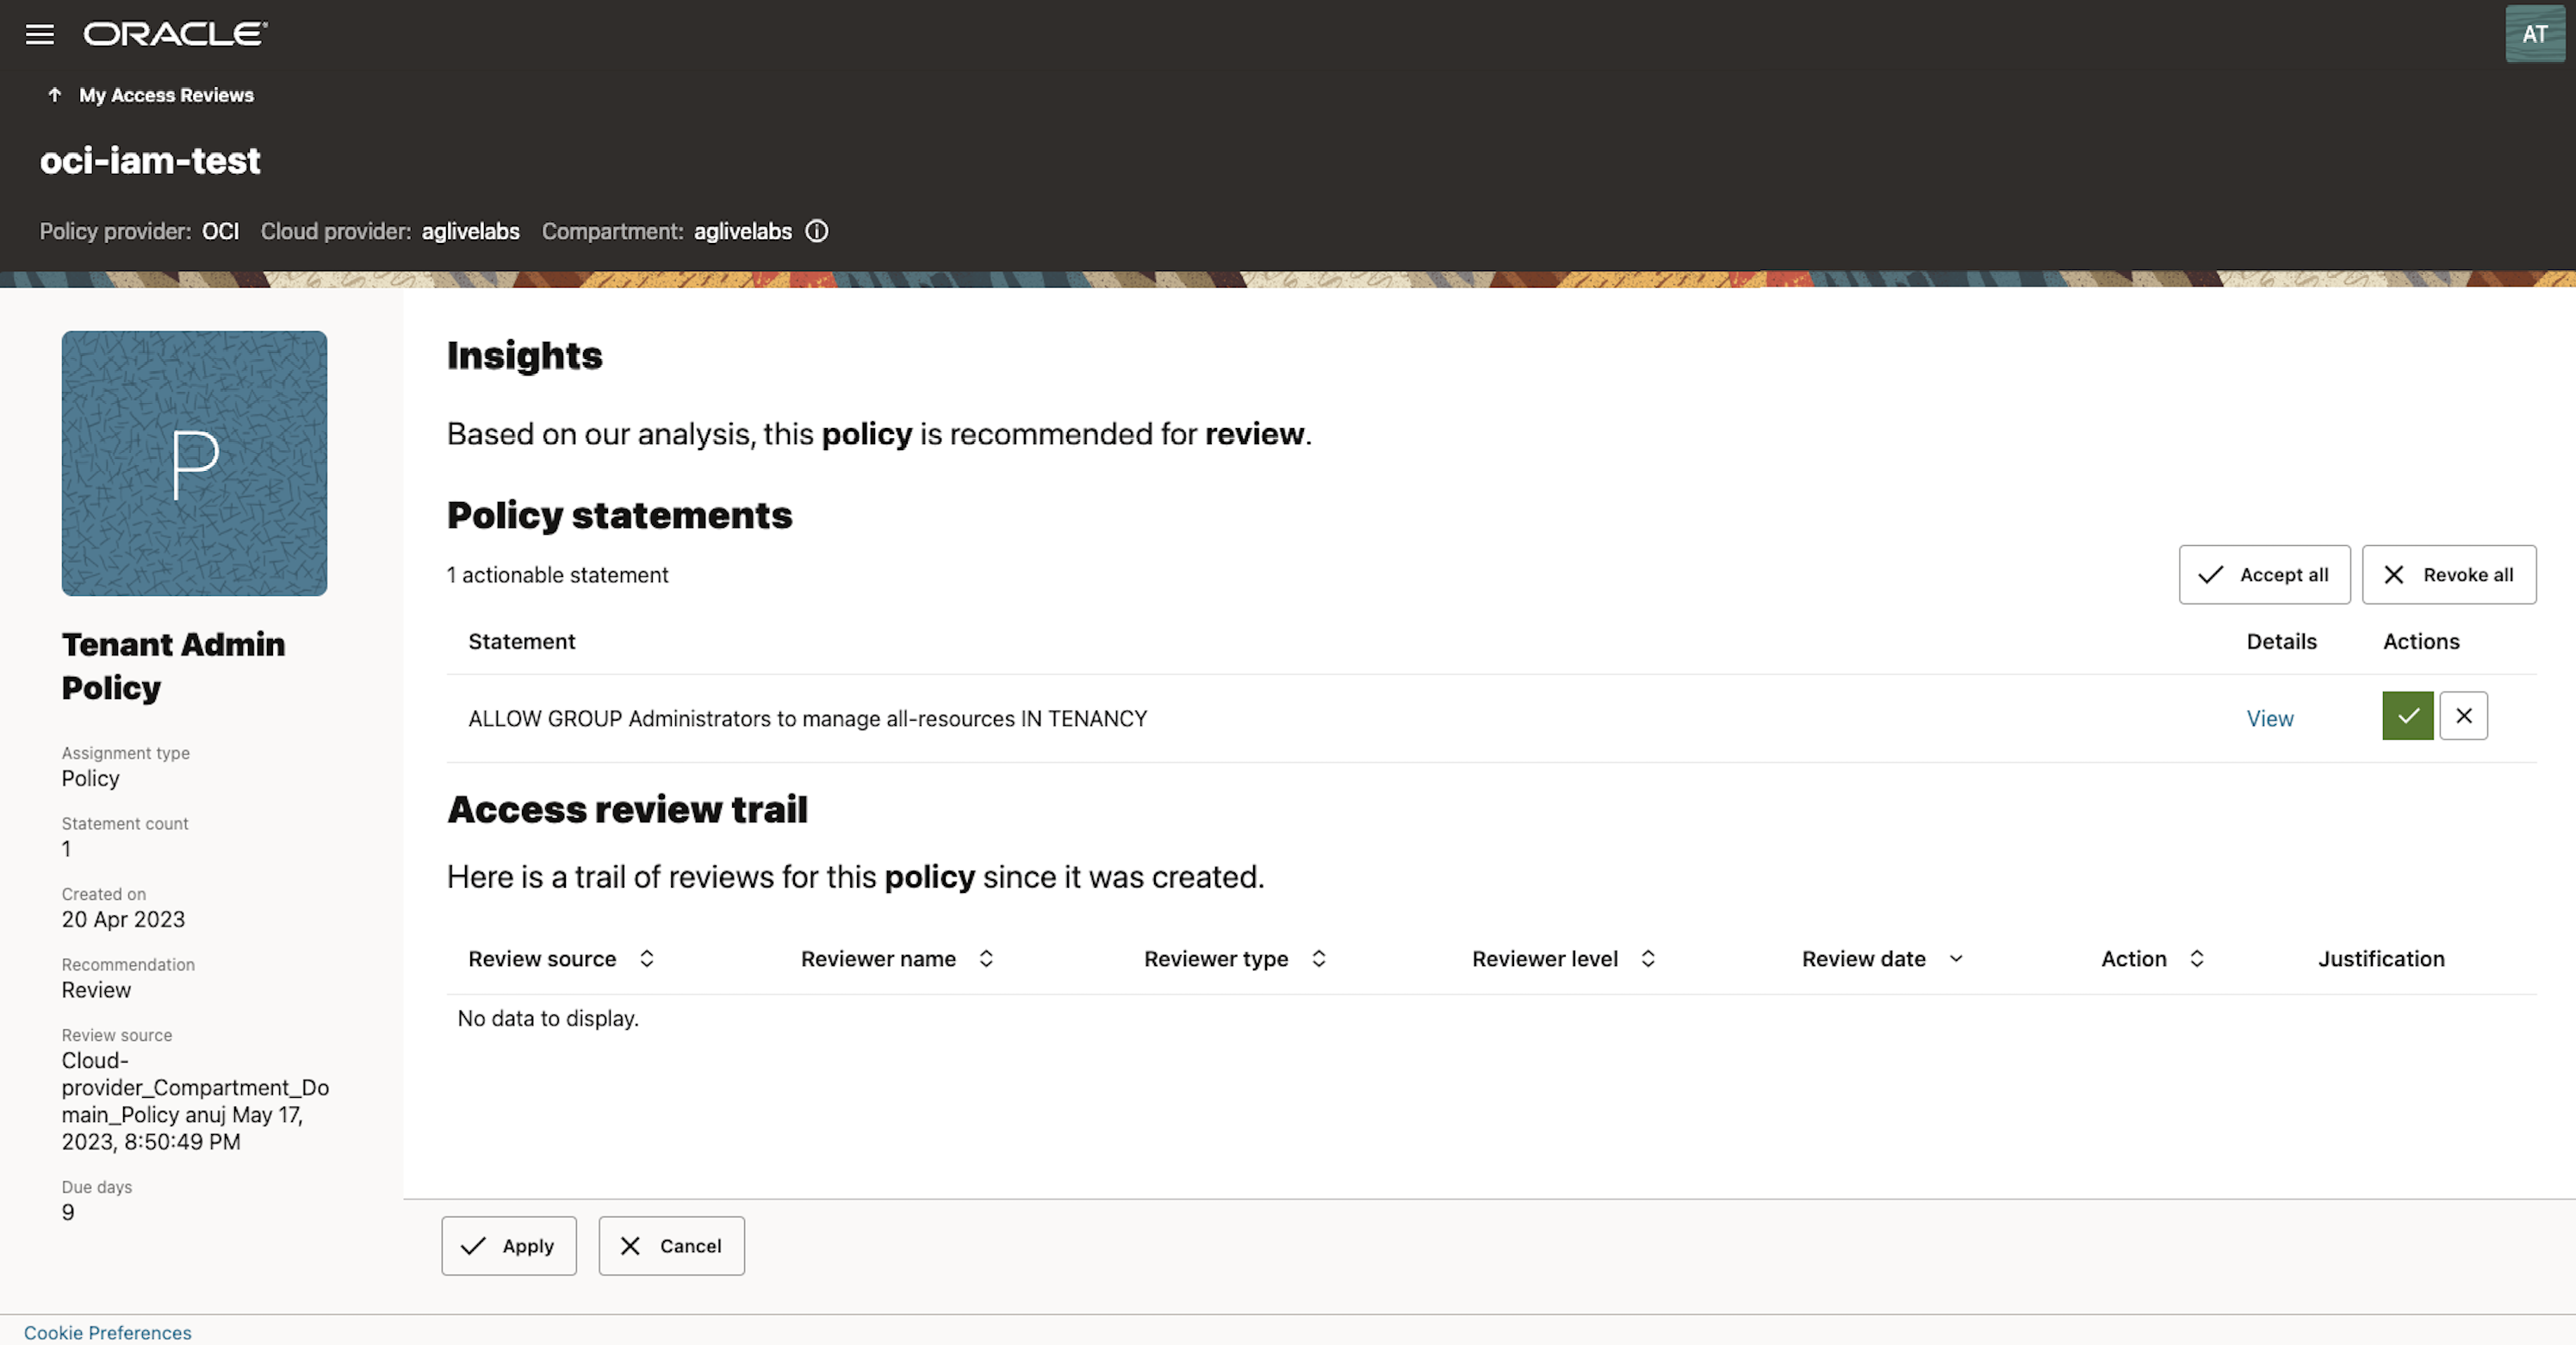 ORACLE
AT
My Access Reviews
oci-iam-test
Policy provider: OCI Cloud provider: aglivelabs Compartment: aglivelabs
P
Tenant Admin
Policy
Assignment type
Policy
Statement count
1
Created on
20 Apr 2023
Recommendation
Review
Review source
Cloud-
provider_Compartment_Do
main_Policy anuj May 17,
2023, 8:50:49 PM
Due days
9
Insights
Based on our analysis, this policy is recommended for review.
Policy statements
1 actionable statement
Accept all
Revoke all
Statement Details Actions
ALLOW GROUP Administrators to manage all-resources IN TENANCY View
Access review trail
Here is a trail of reviews for this policy since it was created.
Review source Reviewer name Reviewer type Reviewer level Review date Action Justification
No data to display.
Apply
Cancel
Cookie Preferences